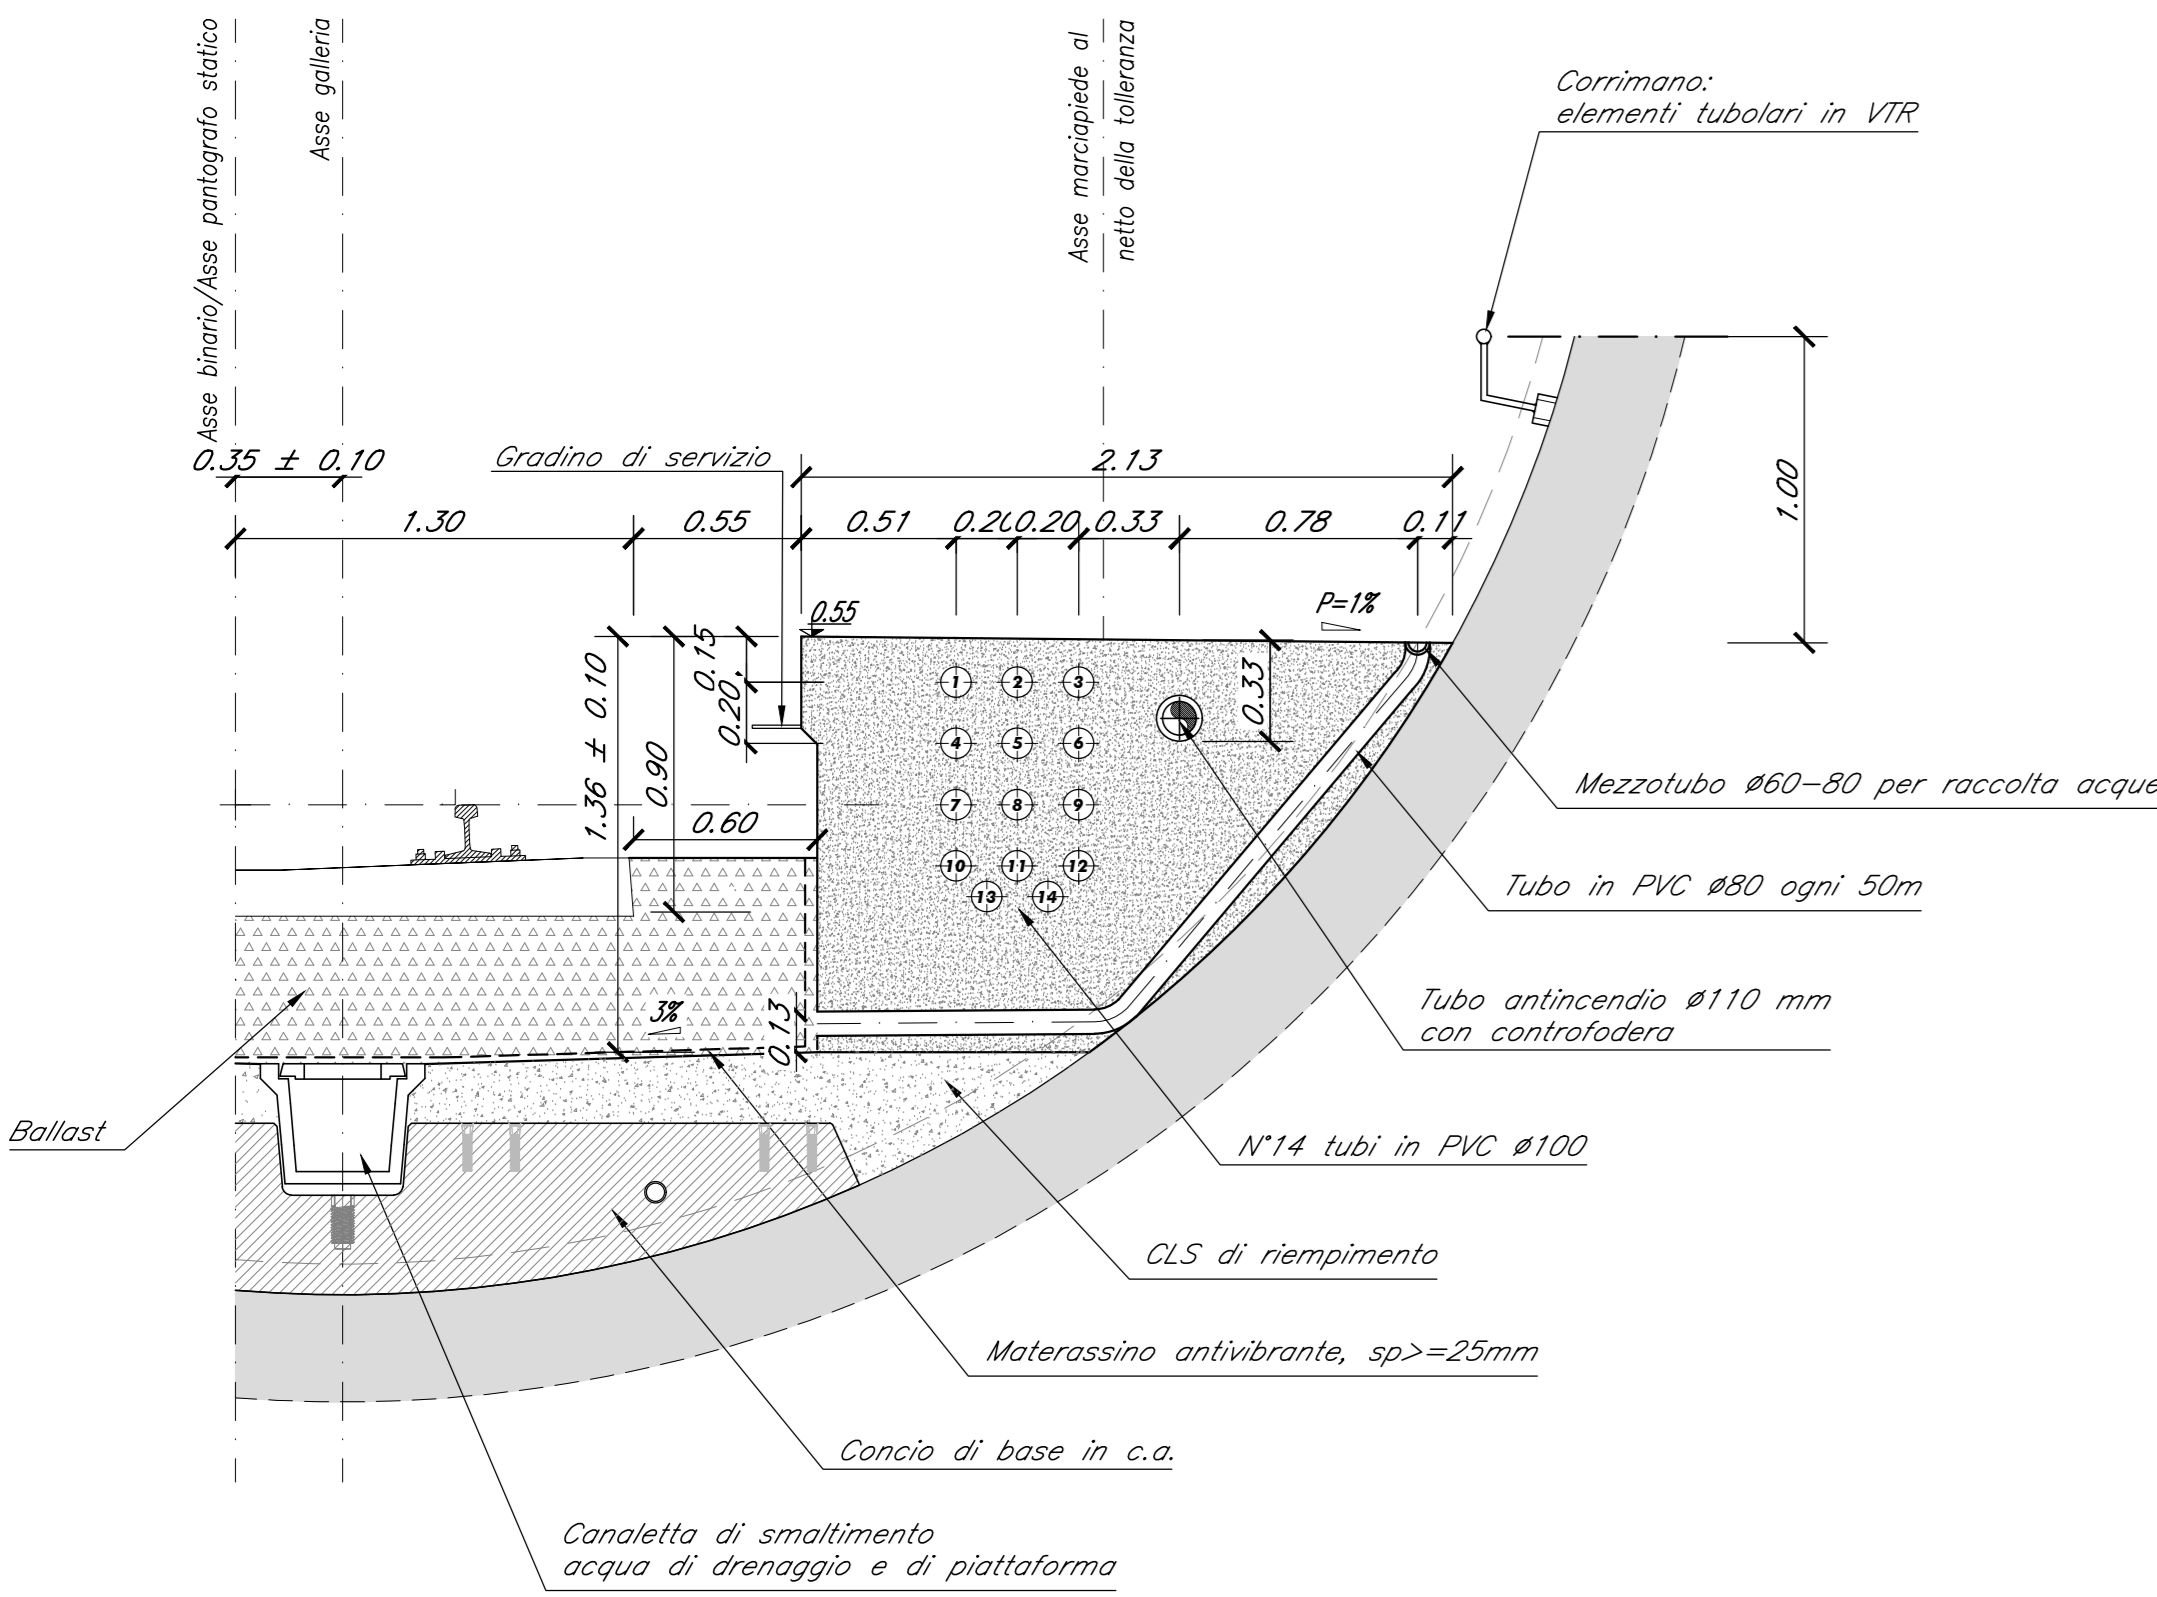 Asse binario/Asse pantografo statico
Asse galleria
Asse marciapiede al
netto della tolleranza
Corrimano:
elementi tubolari in VTR
0.35 ± 0.10
Gradino di servizio
2.13
1.00
1.30
0.55
0.51
0.20
0.33
0.78
0.11
0.55
P=1%
0.15
0.20
1.36 ± 0.10
0.90
0.60
0.33
1
2
3
4
5
6
7
8
9
10
11
12
13
14
Mezzotubo ø60-80 per raccolta acque
Tubo in PVC ø80 ogni 50m
Tubo antincendio ø110 mm
con controfodera
3%
0.13
Ballast
N°14 tubi in PVC ø100
CLS di riempimento
Materassino antivibrante, sp>=25mm
Concio di base in c.a.
Canaletta di smaltimento
acqua di drenaggio e di piattaforma